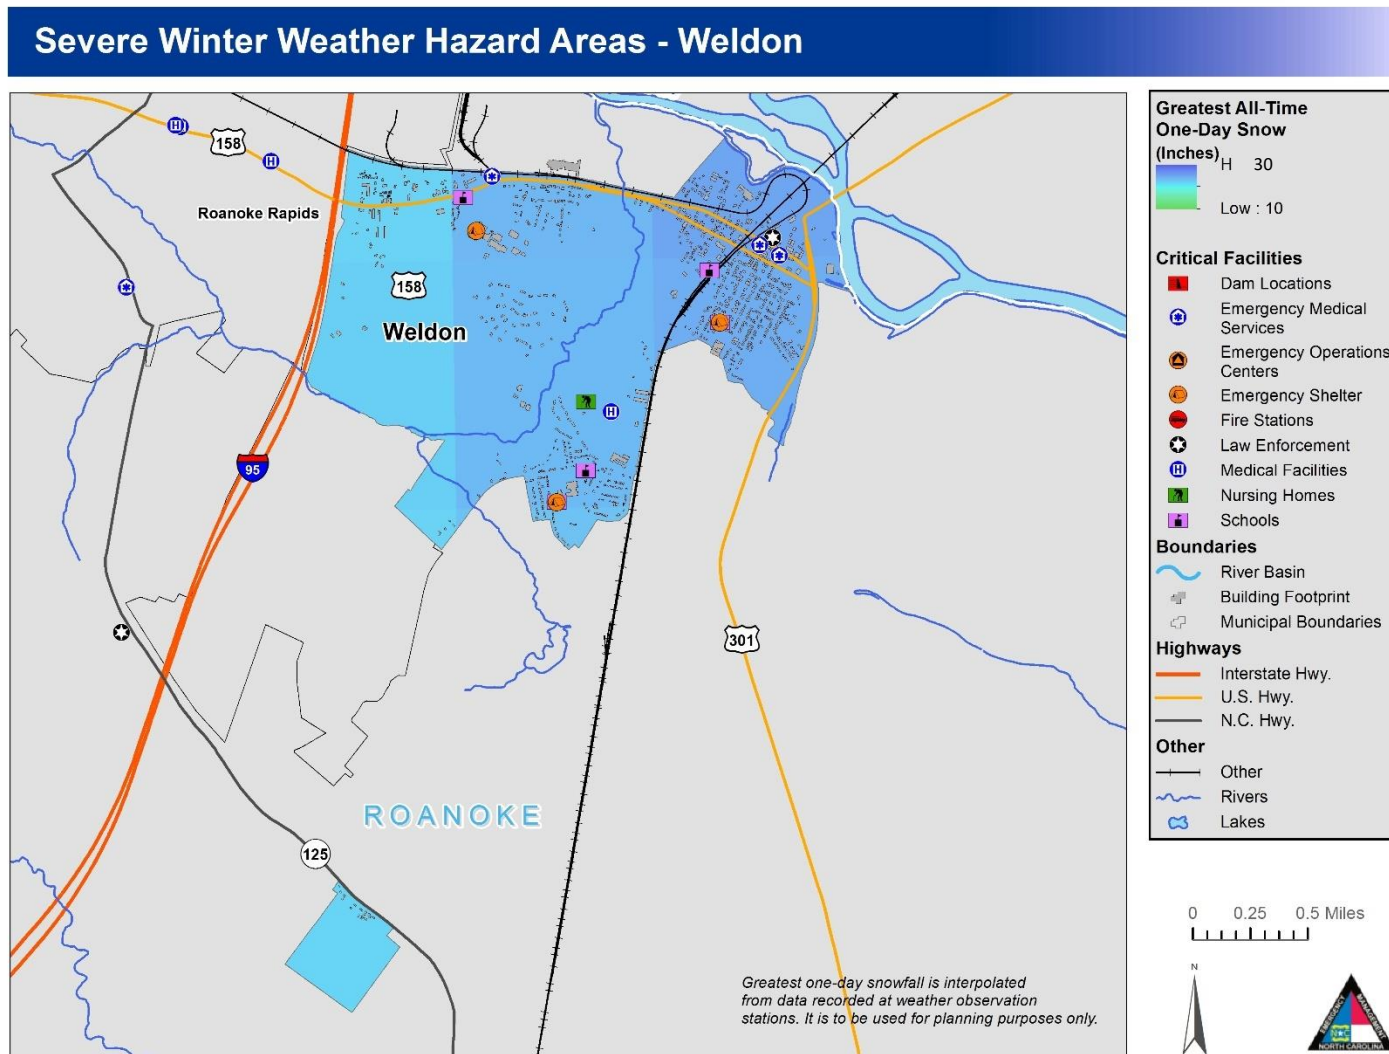 Severe Winter Weather Hazard Areas - Weldon
158
Roanoke Rapids
158
Weldon
95
301
ROANOKE
125
Greatest one-day snowfall is interpolated
from data recorded at weather observation
stations. It is to be used for planning purposes only.
Greatest All-Time
One-Day Snow
(Inches)
H 30
Low : 10
Critical Facilities
Dam Locations
Emergency Medical
Services
Emergency Operations
Centers
Emergency Shelter
Fire Stations
Law Enforcement
H Medical Facilities
Nursing Homes
Schools
Boundaries
River Basin
Building Footprint
Municipal Boundaries
Highways
Interstate Hwy.
U.S. Hwy.
N.C. Hwy.
Other
Other
Rivers
Lakes
0 0.25 0.5 Miles
N
EMERGENCY
MANAGEMENT
NORTH CAROLINA